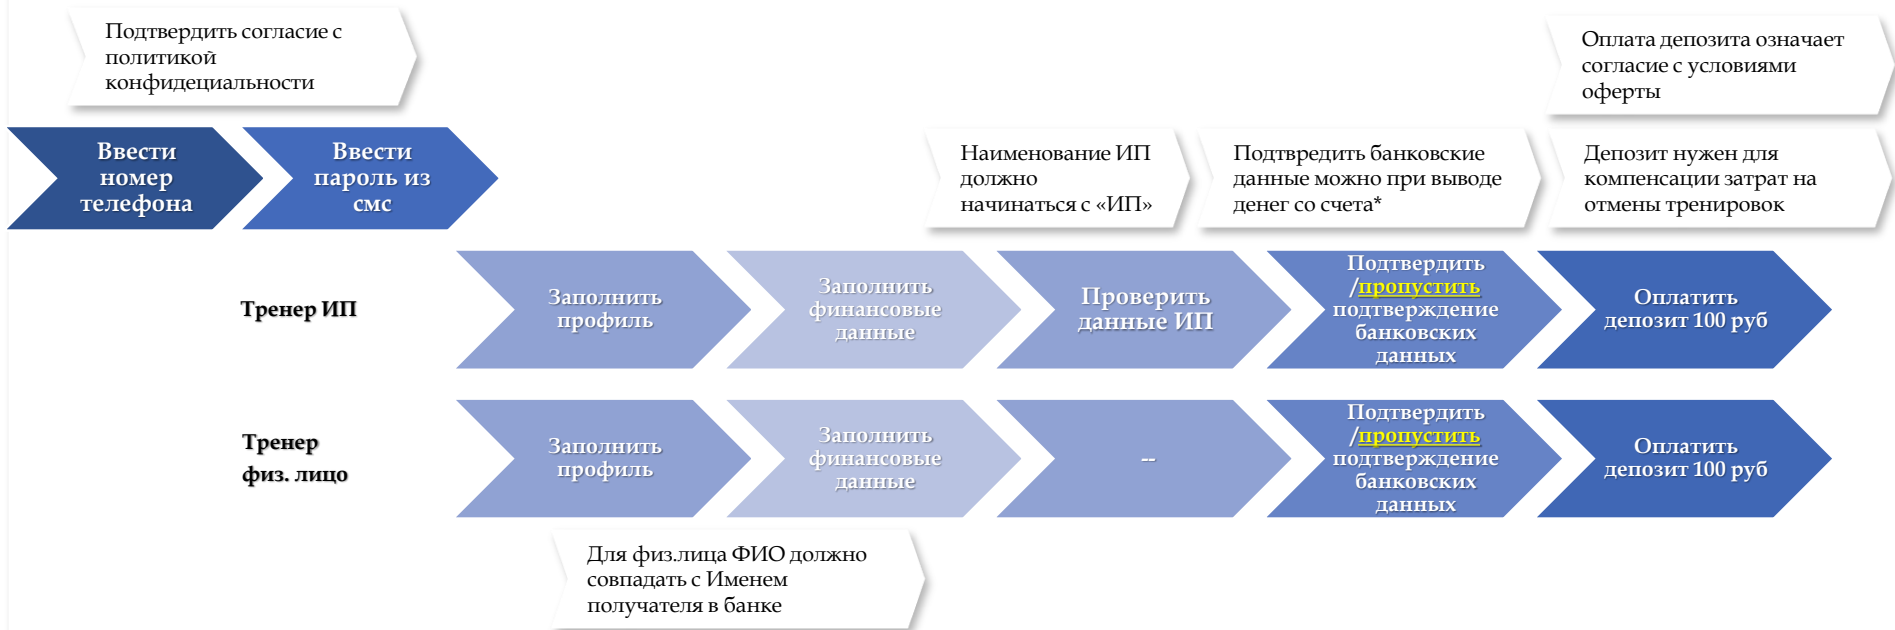 Подтвердить согласие с
политикой
конфидециальности
Оплата депозита означает
согласие с условиями
оферты
Ввести
номер
телефона
Ввести
пароль из
смс
Наименование ИП
должно
начинаться с «ИП»
Подтвредить банковские
данные можно при выводе
денег со счета*
Депозит нужен для
компенсации затрат на
отмены тренировок
Тренер ИП
Заполнить
профиль
Заполнить
финансовые
данные
Проверить
данные ИП
Подтвердить
/пропустить
подтверждение
банковских
данных
Оплатить
депозит 100 руб
Тренер
физ. лицо
Заполнить
профиль
Заполнить
финансовые
данные
--
Подтвердить
/пропустить
подтверждение
банковских
данных
Оплатить
депозит 100 руб
Для физ.лица ФИО должно
совпадать с Именем
получателя в банке